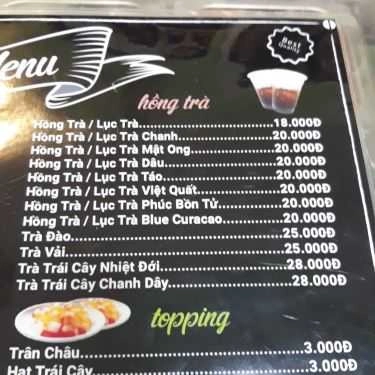 Menu
Best
Quality
hồng trà
Hồng Trà / Lục Trà 18.000Đ
Hồng Trà / Lục Trà Chanh 20.000Đ
Hồng Trà / Lục Trà Mật Ong 20.000Đ
Hồng Trà / Lục Trà Dâu 20.000Đ
Hồng Trà / Lục Trà Táo 20.000Đ
Hồng Trà / Lục Trà Việt Quất 20.000Đ
Hồng Trà / Lục Trà Phúc Bồn Tử 20.000Đ
Hồng Trà / Lục Trà Blue Curacao 20.000Đ
Trà Đào 25.000Đ
Trà Vải 25.000Đ
Trà Trái Cây Nhiệt Đới 28.000Đ
Trà Trái Cây Chanh Dây 28.000Đ
topping
Trân Châu 3.000Đ
Hạt Trái Cây 3.000Đ